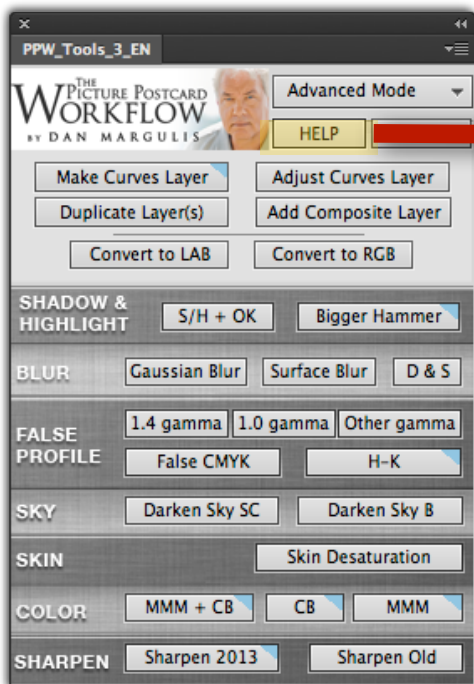 PPW_Tools_3_EN
THE
PICTURE POSTCARD
WORKFLOW
BY DAN MARGULIS
Advanced Mode
HELP
Make Curves Layer Adjust Curves Layer
Duplicate Layer(s) Add Composite Layer
Convert to LAB Convert to RGB
SHADOW &
HIGHLIGHT S/H + OK Bigger Hammer
BLUR Gaussian Blur Surface Blur D & S
1.4 gamma 1.0 gamma Other gamma
FALSE
PROFILE False CMYK H-K
SKY Darken Sky SC Darken Sky B
SKIN Skin Desaturation
COLOR MMM + CB CB MMM
SHARPEN Sharpen 2013 Sharpen Old